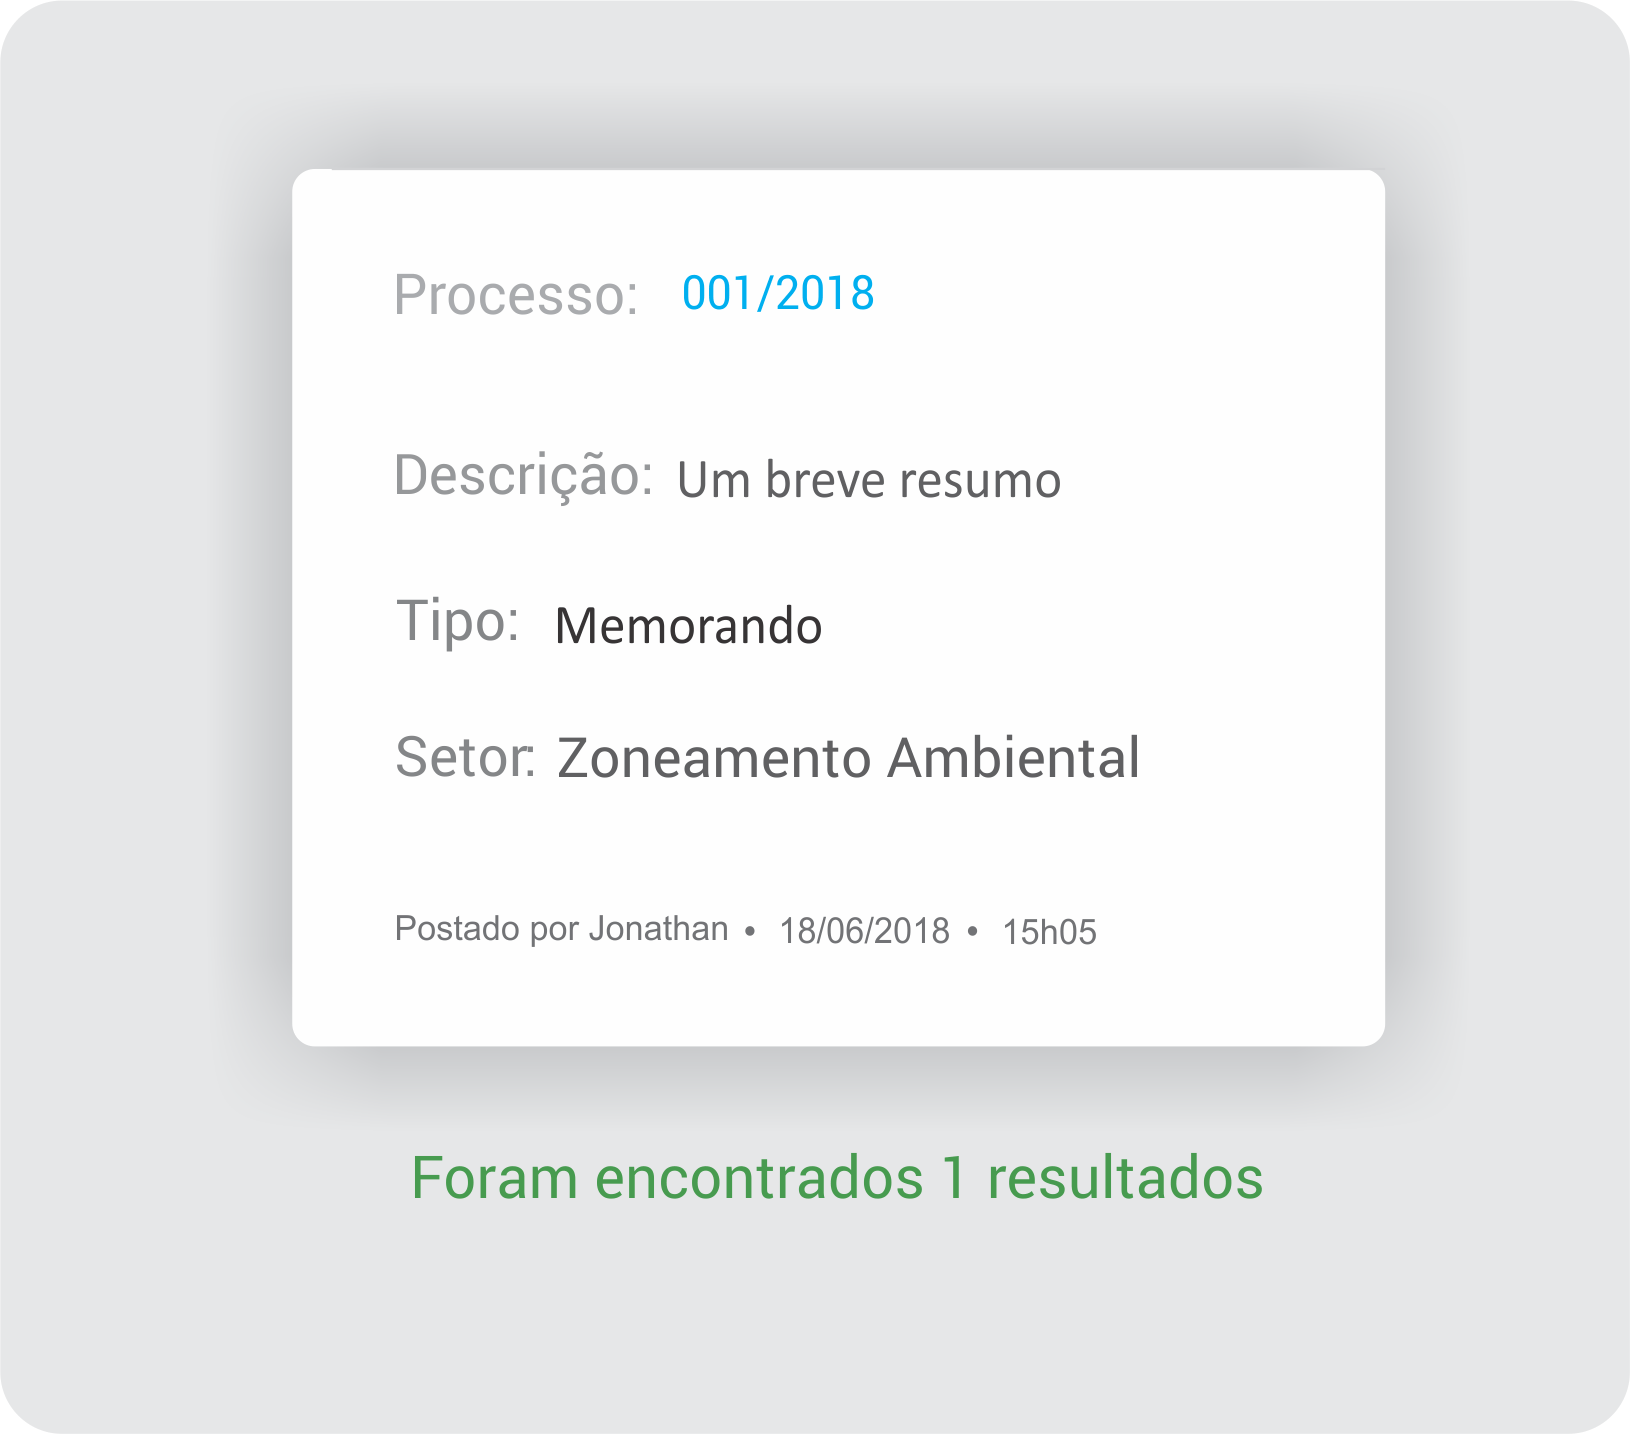 Processo: 001/2018
Descrição: Um breve resumo
Tipo: Memorando
Setor: Zoneamento Ambiental
Postado por Jonathan • 18/06/2018 • 15h05
Foram encontrados 1 resultados